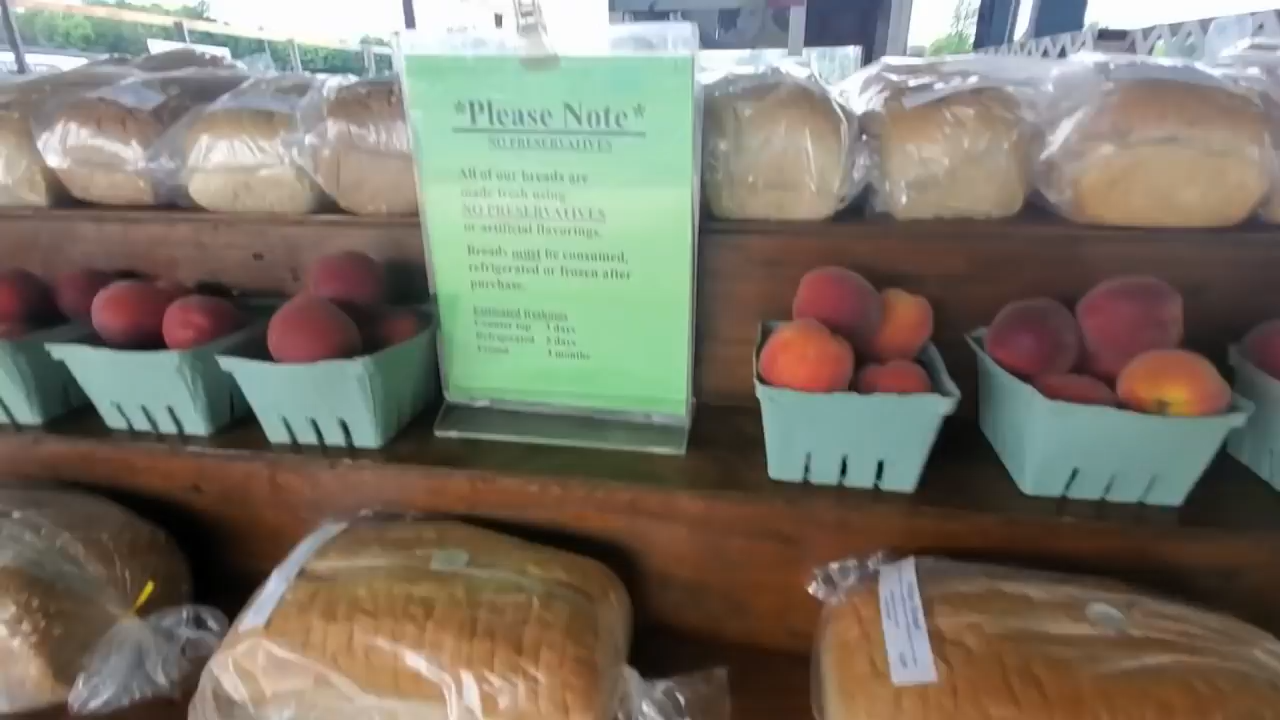 *Please Note*
NO PRESERVATIVES
All of our breads are
made fresh using
NO PRESERVATIVES
or artificial flavorings.
Breads must be consumed,
refrigerated or frozen after
purchase.
Estimated freshness
Counter top 3 days
Refrigerated 5 days
Frozen 3 months